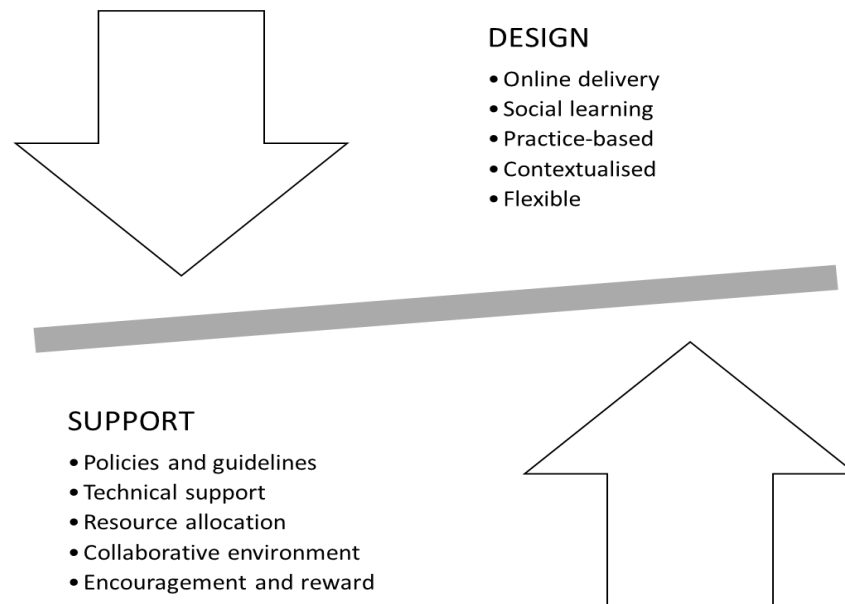 DESIGN
• Online delivery
• Social learning
• Practice-based
• Contextualised
• Flexible
SUPPORT
• Policies and guidelines
• Technical support
• Resource allocation
• Collaborative environment
• Encouragement and reward